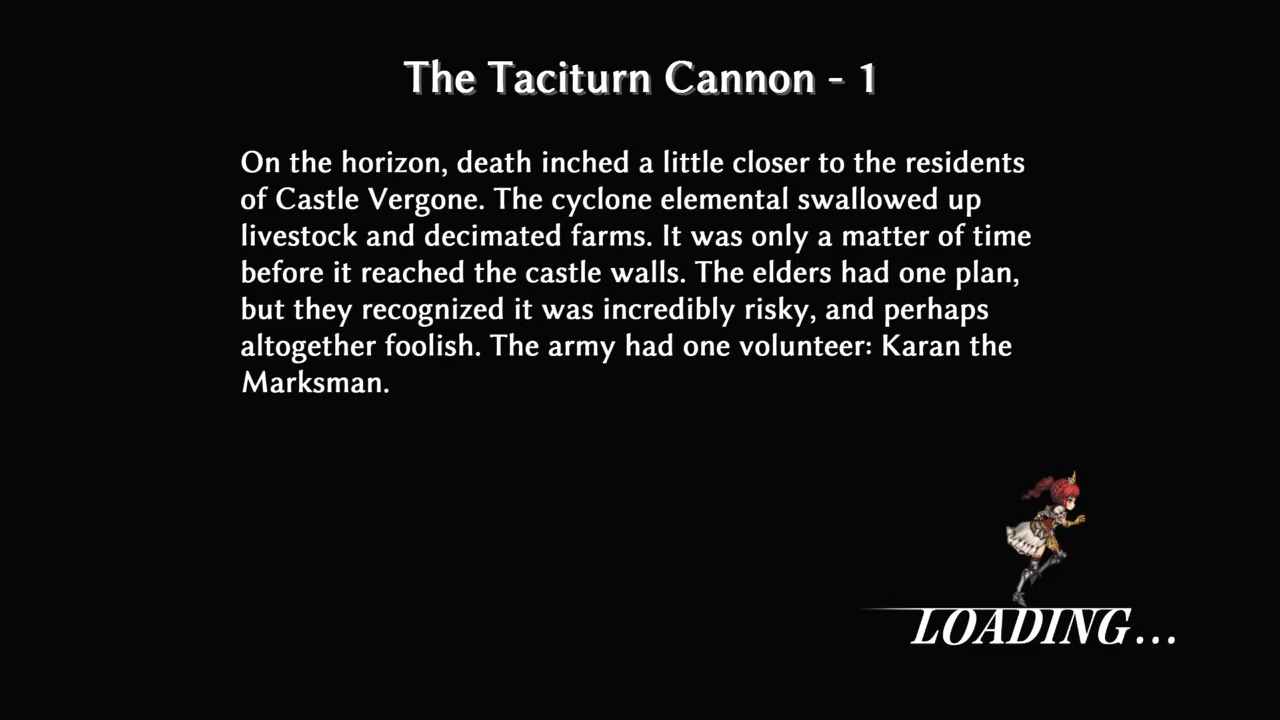 The Taciturn Cannon - 1
On the horizon, death inched a little closer to the residents
of Castle Vergone. The cyclone elemental swallowed up
livestock and decimated farms. It was only a matter of time
before it reached the castle walls. The elders had one plan,
but they recognized it was incredibly risky, and perhaps
altogether foolish. The army had one volunteer: Karan the
Marksman.
LOADING...